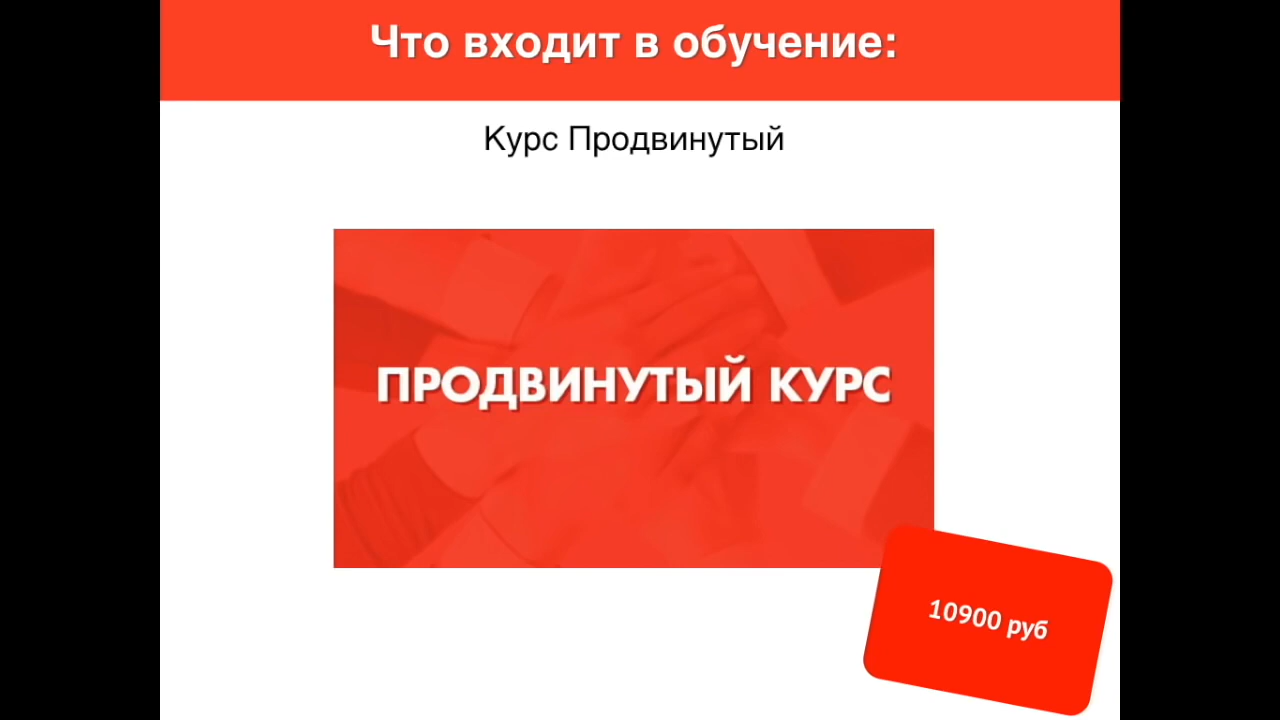 Что входит в обучение:
Курс Продвинутый
ПРОДВИНУТЫЙ КУРС
10900 руб